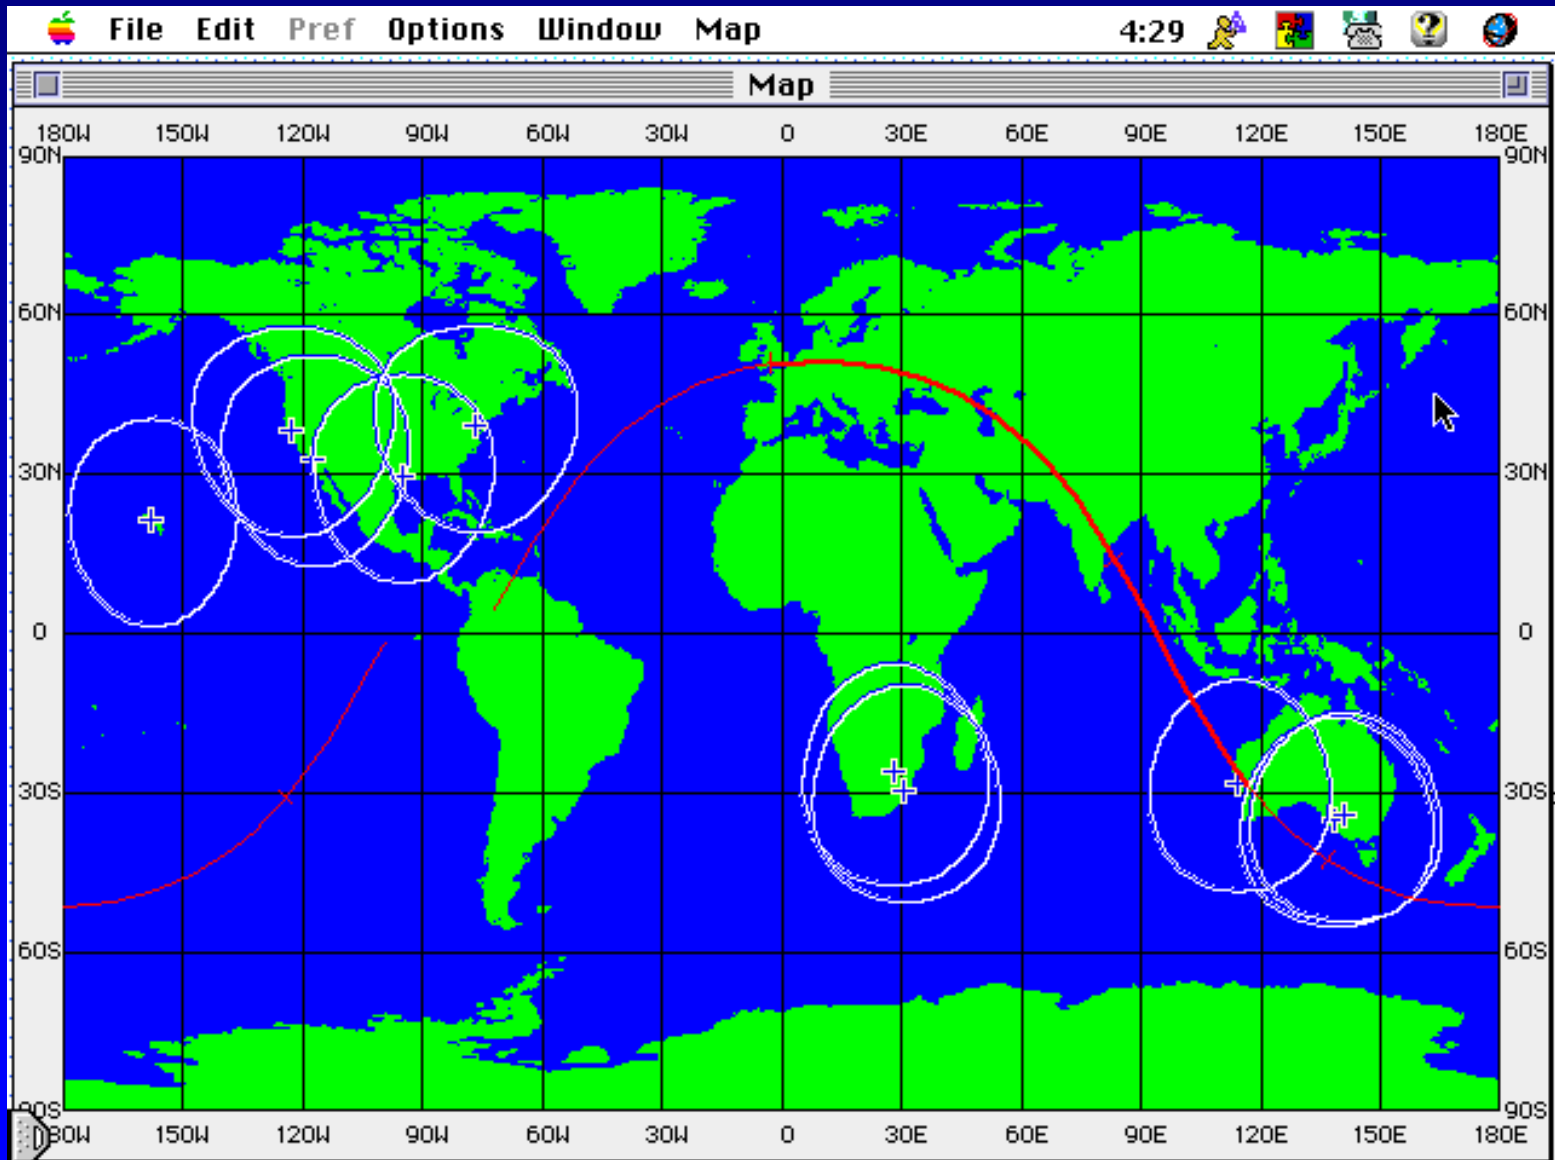 File Edit Pref Options Window Map 4:29
Map
180W 150W 120W 90W 60W 30W 0 30E 60E 90E 120E 150E 180E
90N 90N
60N 60N
30N 30N
0 0
30S 30S
60S 60S
90S 90S
80W 150W 120W 90W 60W 30W 0 30E 60E 90E 120E 150E 180E